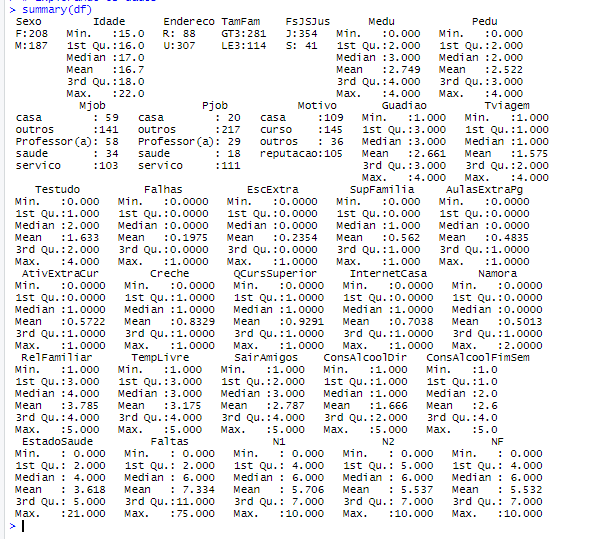 > summary(df)
Sexo Idade Endereco TamFam FsJSJus Medu Pedu
F:208 Min. :15.0 R: 88 GT3:281 J:354 Min. :0.000 Min. :0.000
M:187 1st Qu.:16.0 U:307 LE3:114 S: 41 1st Qu.:2.000 1st Qu.:2.000
Median :17.0 Median :3.000 Median :2.000
Mean :16.7 Mean :2.749 Mean :2.522
3rd Qu.:18.0 3rd Qu.:4.000 3rd Qu.:3.000
Max. :22.0 Max. :4.000 Max. :4.000
Mjob Pjob Motivo Guadiao Tviagem
casa : 59 casa : 20 casa :109 Min. :1.000 Min. :1.000
outros :141 outros :217 curso :145 1st Qu.:3.000 1st Qu.:1.000
Professor(a): 58 Professor(a): 29 outros : 36 Median :3.000 Median :1.000
saude : 34 saude : 18 reputacao:105 Mean :2.661 Mean :1.575
servico :103 servico :111 3rd Qu.:3.000 3rd Qu.:2.000
Max. :4.000 Max. :4.000
Testudo Falhas EscExtra SupFamilia AulasExtraPg
Min. :0.000 Min. :0.0000 Min. :0.0000 Min. :0.000 Min. :0.0000
1st Qu.:1.000 1st Qu.:0.0000 1st Qu.:0.0000 1st Qu.:0.000 1st Qu.:0.0000
Median :2.000 Median :0.0000 Median :0.0000 Median :1.000 Median :0.0000
Mean :1.633 Mean :0.1975 Mean :0.2354 Mean :0.562 Mean :0.4835
3rd Qu.:2.000 3rd Qu.:0.0000 3rd Qu.:0.0000 3rd Qu.:1.000 3rd Qu.:1.0000
Max. :4.000 Max. :1.0000 Max. :1.0000 Max. :1.000 Max. :1.0000
AtivExtraCur Creche QCursSuperior InternetCasa Namora
Min. :0.0000 Min. :0.0000 Min. :0.0000 Min. :0.0000 Min. :0.0000
1st Qu.:0.0000 1st Qu.:1.0000 1st Qu.:1.0000 1st Qu.:0.0000 1st Qu.:0.0000
Median :1.0000 Median :1.0000 Median :1.0000 Median :1.0000 Median :0.0000
Mean :0.5722 Mean :0.8329 Mean :0.9291 Mean :0.7038 Mean :0.5013
3rd Qu.:1.0000 3rd Qu.:1.0000 3rd Qu.:1.0000 3rd Qu.:1.0000 3rd Qu.:1.0000
Max. :1.0000 Max. :1.0000 Max. :1.0000 Max. :1.0000 Max. :2.0000
RelFamiliar TempLivre SairAmigos ConsAlcoolDir ConsAlcoolFimSem
Min. :1.000 Min. :1.000 Min. :1.000 Min. :1.000 Min. :1.0
1st Qu.:3.000 1st Qu.:3.000 1st Qu.:2.000 1st Qu.:1.000 1st Qu.:1.0
Median :4.000 Median :3.000 Median :3.000 Median :1.000 Median :2.0
Mean :3.785 Mean :3.175 Mean :2.787 Mean :1.666 Mean :2.6
3rd Qu.:4.000 3rd Qu.:4.000 3rd Qu.:4.000 3rd Qu.:2.000 3rd Qu.:4.0
Max. :5.000 Max. :5.000 Max. :5.000 Max. :5.000 Max. :5.0
EstadoSaude Faltas N1 N2 NF
Min. : 0.000 Min. : 0.000 Min. : 0.000 Min. : 0.000 Min. : 0.000
1st Qu.: 2.000 1st Qu.: 2.000 1st Qu.: 4.000 1st Qu.: 5.000 1st Qu.: 4.000
Median : 4.000 Median : 6.000 Median : 6.000 Median : 6.000 Median : 6.000
Mean : 3.618 Mean : 7.334 Mean : 5.706 Mean : 5.537 Mean : 5.532
3rd Qu.: 5.000 3rd Qu.:11.000 3rd Qu.: 7.000 3rd Qu.: 7.000 3rd Qu.: 7.000
Max. :21.000 Max. :75.000 Max. :10.000 Max. :10.000 Max. :10.000
>